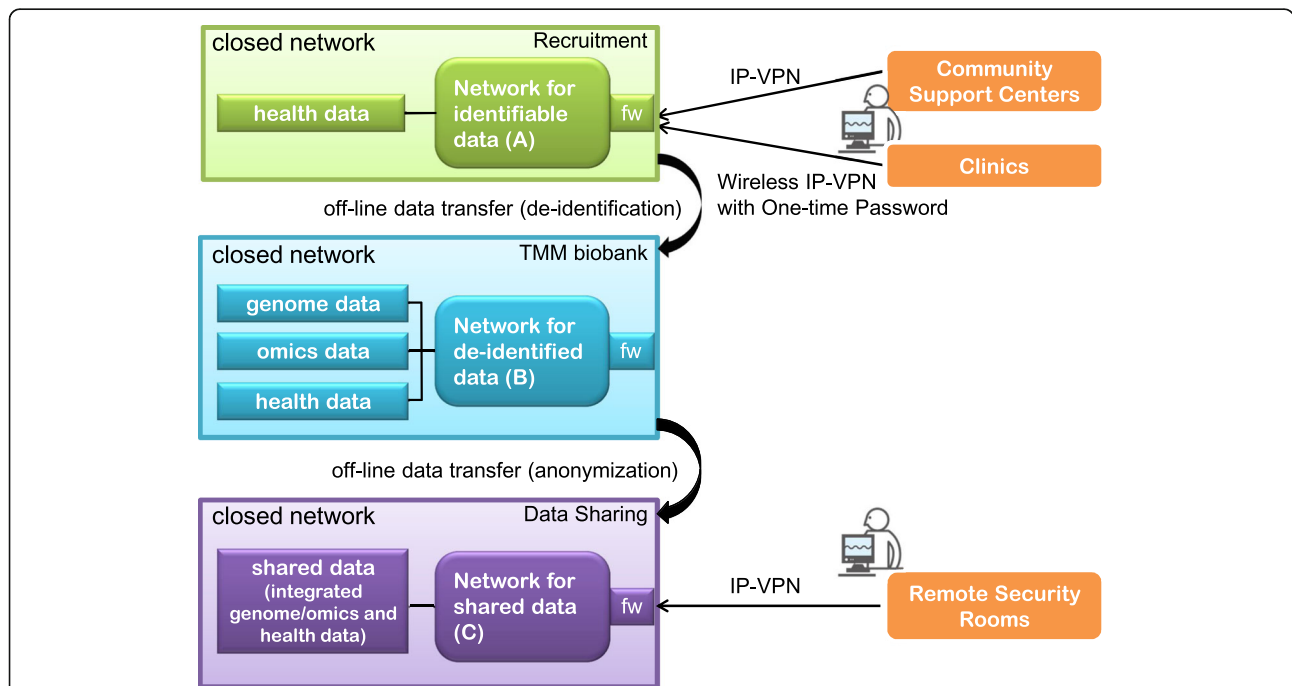 closed network
Recruitment
health data
Network for
identifiable
data (A)
fw
IP-VPN
Community
Support Centers
Clinics
Wireless IP-VPN
with One-time Password
off-line data transfer (de-identification)
closed network
TMM biobank
genome data
omics data
health data
Network for
de-identified
data (B)
fw
off-line data transfer (anonymization)
closed network
Data Sharing
shared data
(integrated
genome/omics and
health data)
Network for
shared data
(C)
fw
IP-VPN
Remote Security
Rooms